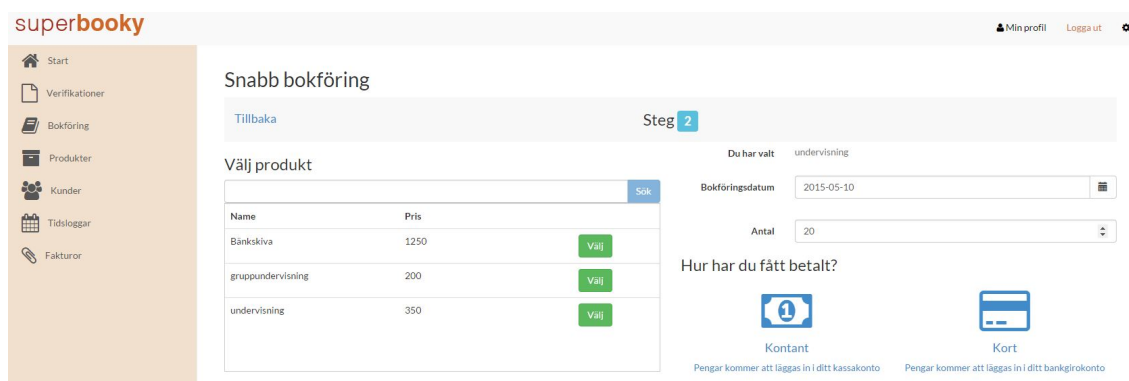 superbooky
Min profil Logga ut
Start
Verifikationer
Bokföring
Produkter
Kunder
Tidsloggar
Fakturor
Snabb bokföring
Tillbaka Steg 2
Välj produkt
Sök
Name Pris
Bänkskiva 1250 Välj
gruppundervisning 200 Välj
undervisning 350 Välj
Du har valt undervisning
Bokföringsdatum 2015-05-10
Antal 20
Hur har du fått betalt?
1
Kontant
Pengar kommer att läggas in i ditt kassakonto
Kort
Pengar kommer att läggas in i ditt bankgirokonto